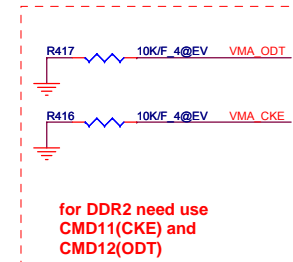 R417 10K/F_4@EV VMA_ODT
R416 10K/F_4@EV VMA_CKE
for DDR2 need use
CMD11(CKE) and
CMD12(ODT)